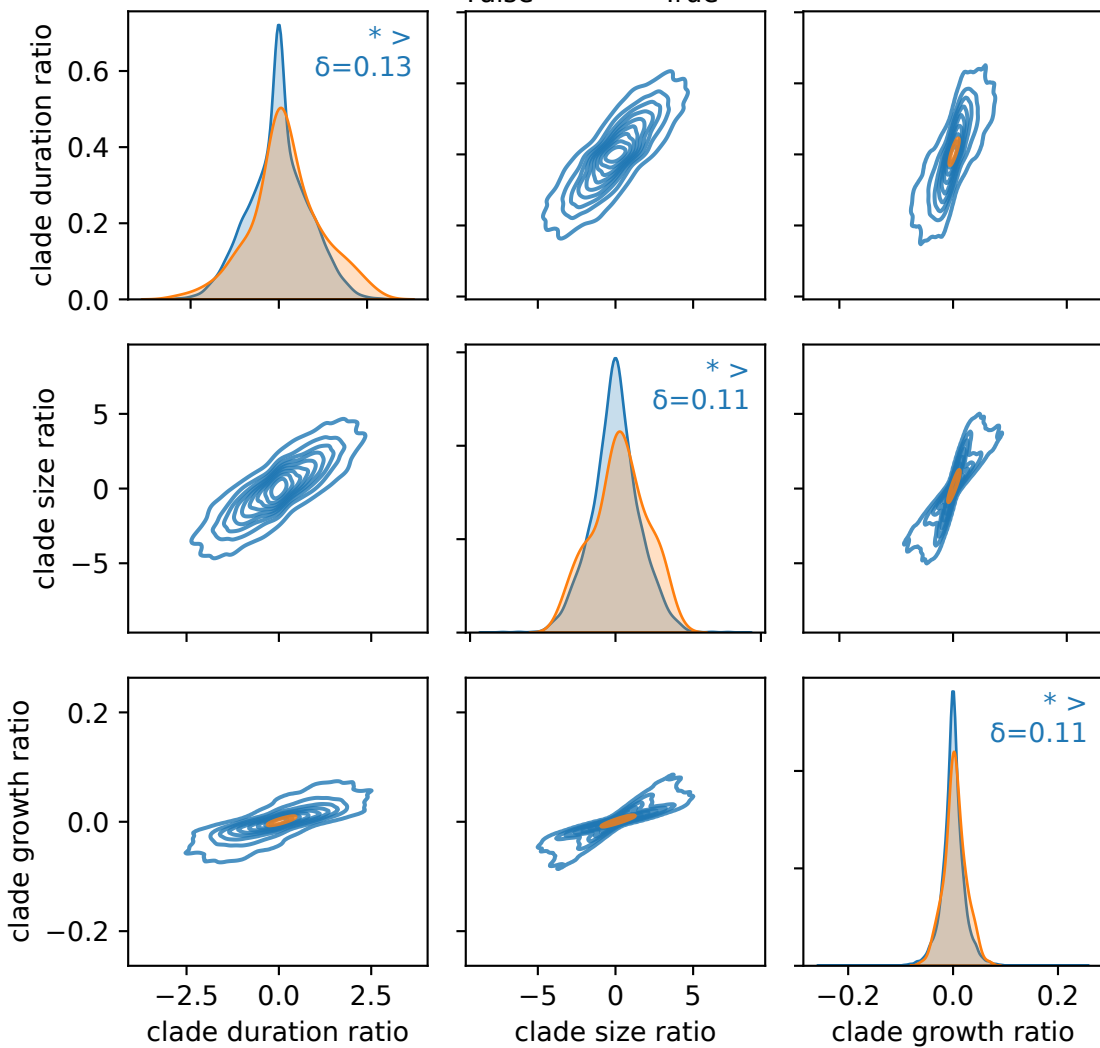 clade duration ratio
0.6
0.4
0.2
0.0
* >
δ=0.13
clade size ratio
5
0
−5
* >
δ=0.11
clade growth ratio
0.2
0.0
−0.2
* >
δ=0.11
−2.5 0.0 2.5
−5 0 5
−0.2 0.0 0.2
clade duration ratio
clade size ratio
clade growth ratio